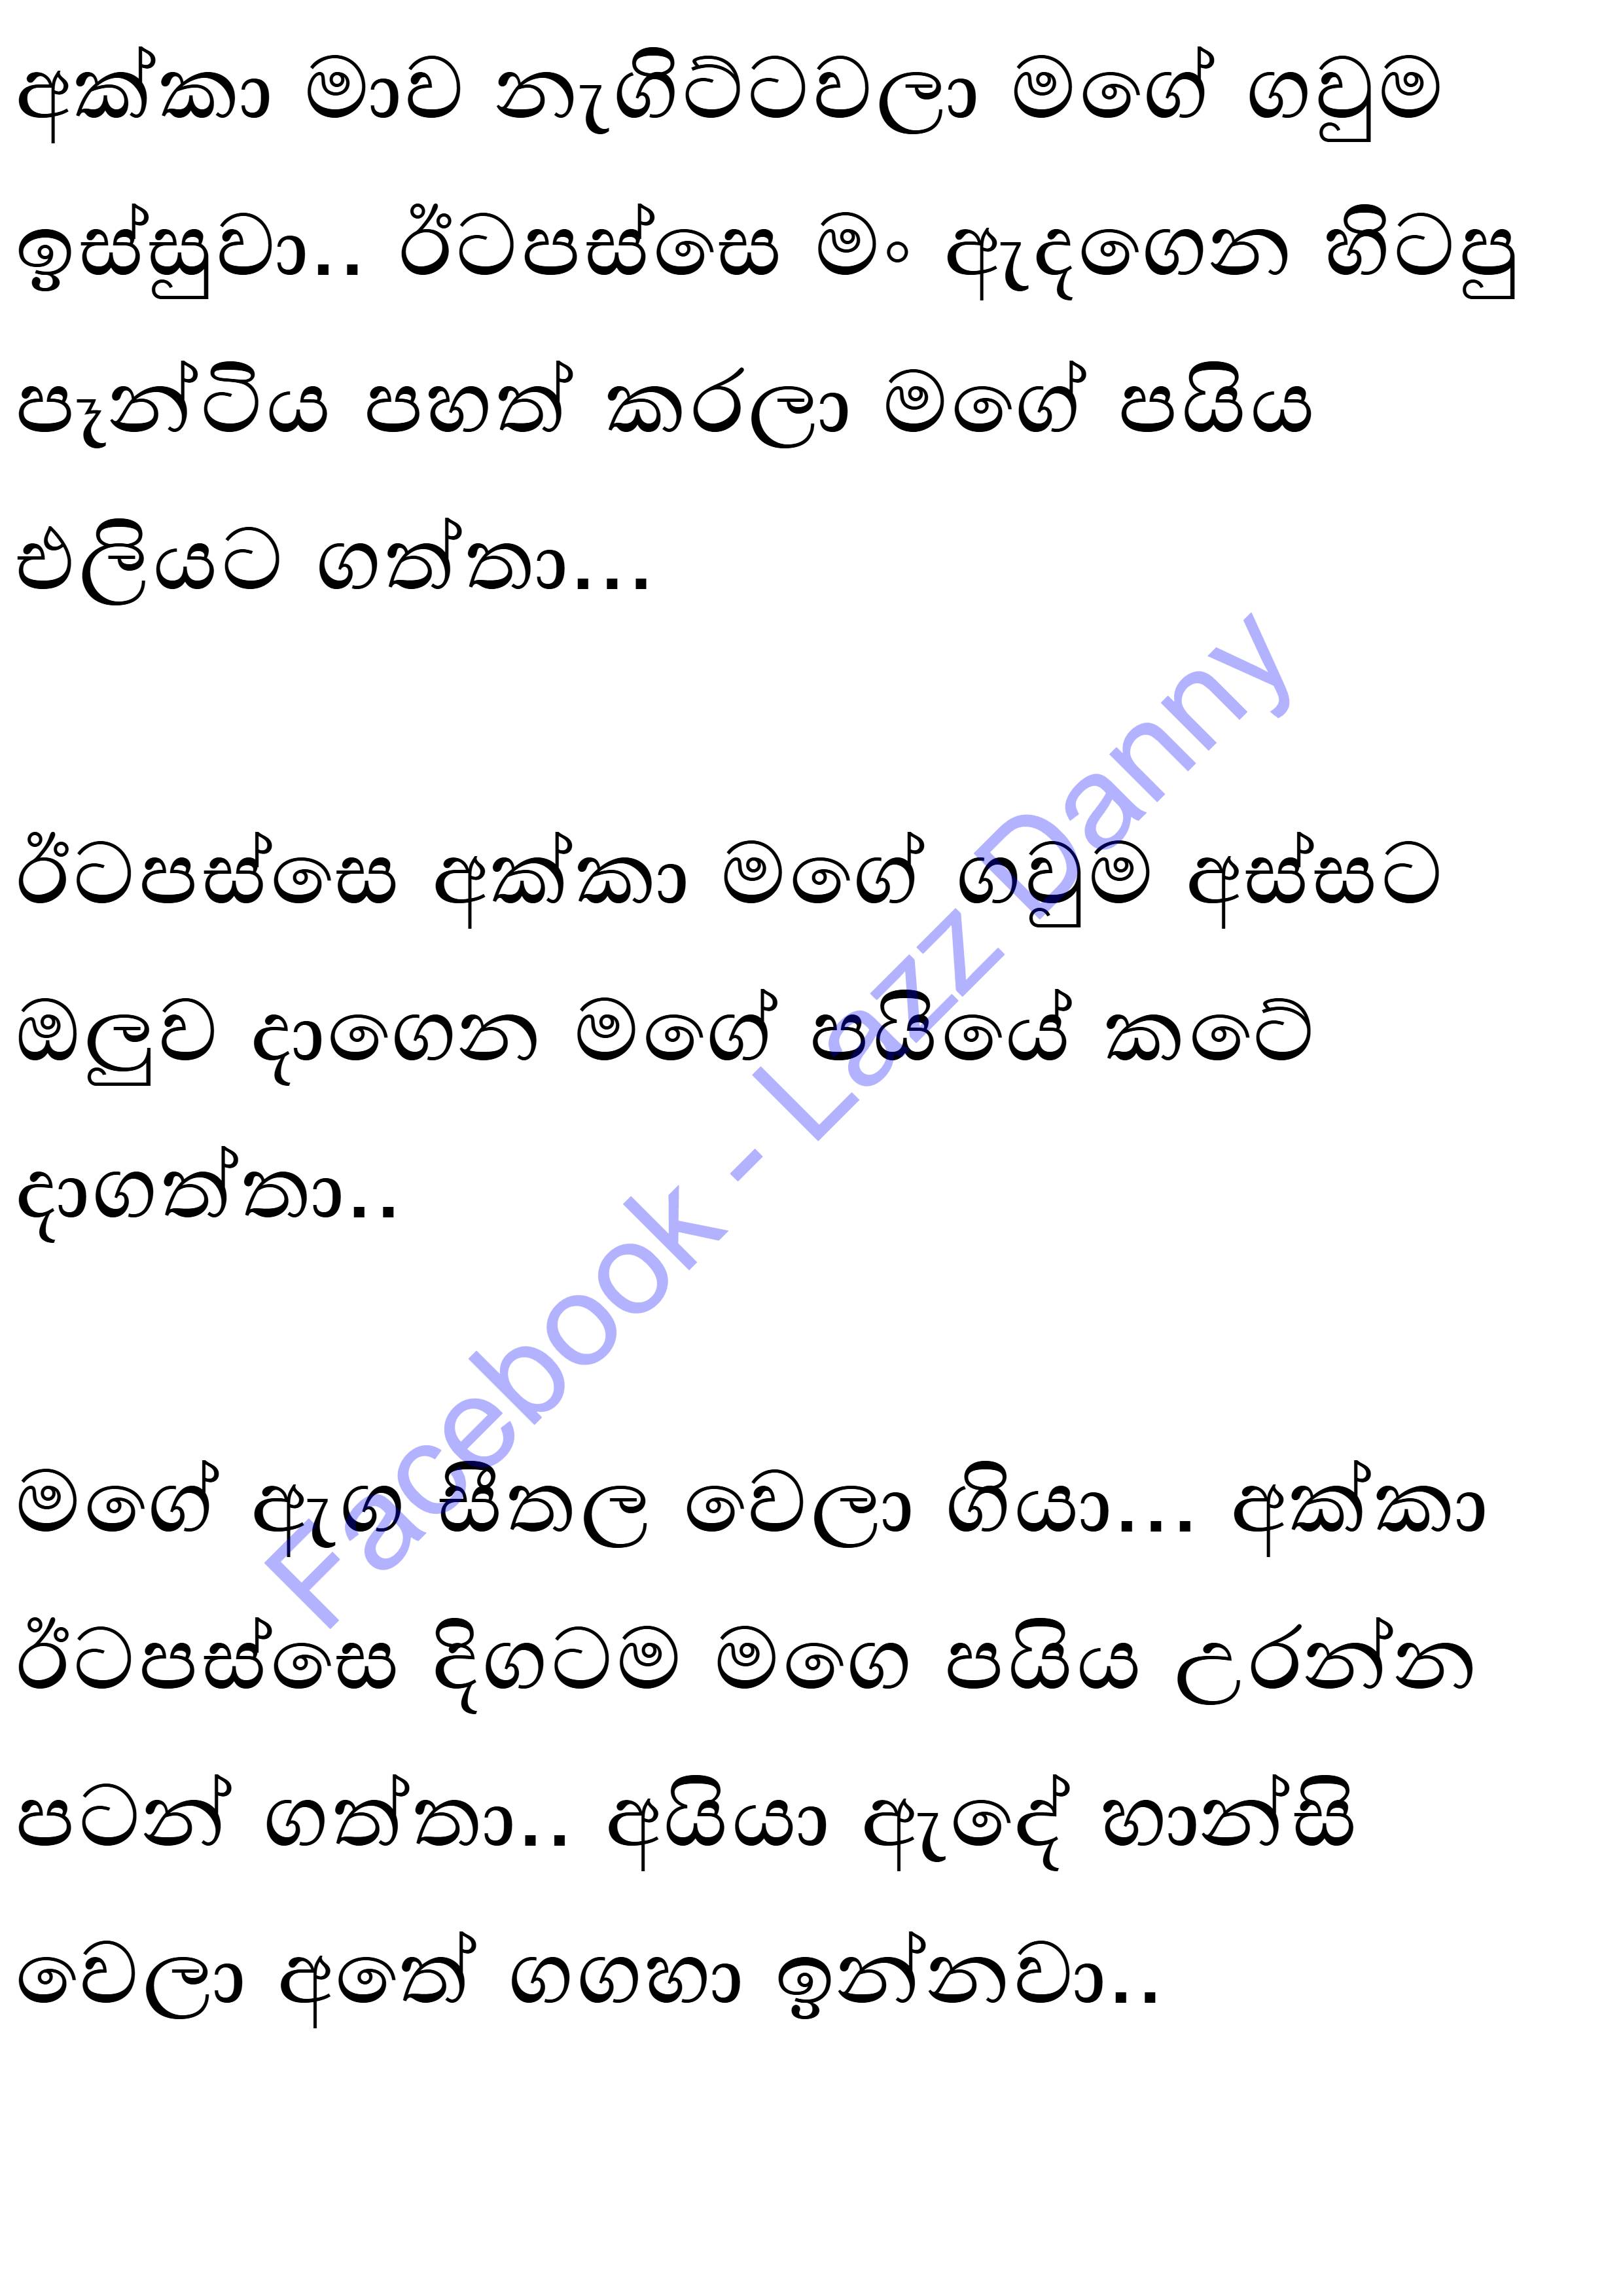 අක්කා මාව නැගිට්ටවලා මගේ ගවුම
ඉස්සුවා.. ඊටපස්සෙ මං ඇදගෙන හිටපු
පෑන්ටිය පහත් කරලා මගේ පයිය
එලියට ගත්තා...
ඊටපස්සෙ අක්කා මගේ ගවුම අස්සට
ඔලුව දාගෙන මගේ පයියේ කටේ
දාගත්තා..
මගේ ඇග සීතල වෙලා ගියා... අක්කා
ඊටපස්සෙ දිගටම මගෙ පයිය උරන්න
පටන් ගත්තා.. අයියා ඇදේ හාන්සි
වෙලා අතේ ගගහා ඉන්නවා..
Facebook - Lazz Danny